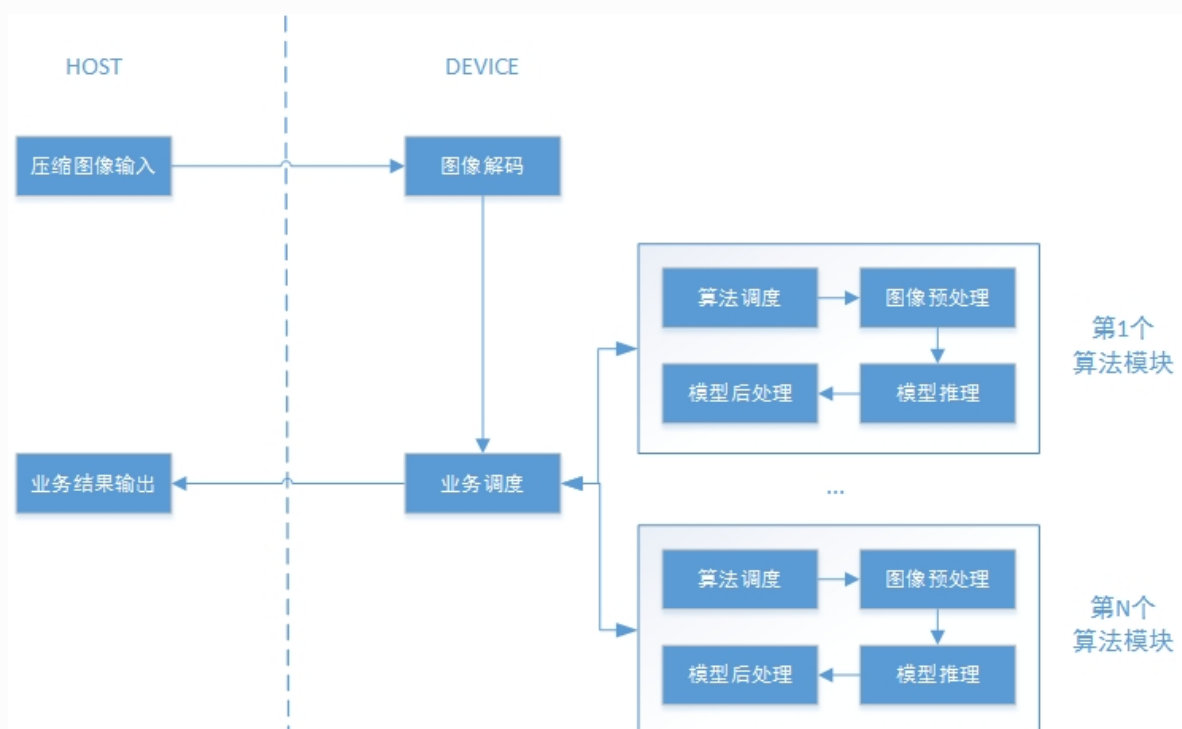 HOST
DEVICE
压缩图像输入
图像解码
算法调度
图像预处理
第1个
算法模块
模型后处理
模型推理
业务结果输出
业务调度
...
算法调度
图像预处理
第N个
算法模块
模型后处理
模型推理